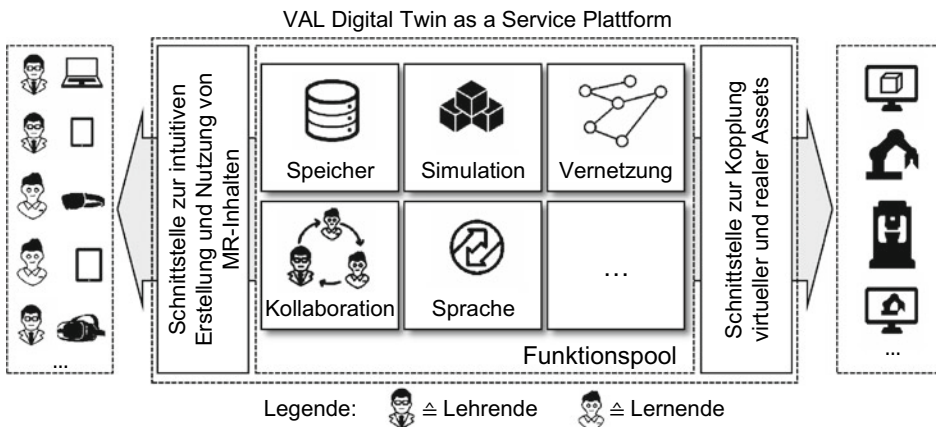 VAL Digital Twin as a Service Plattform
...
Schnittstelle zur intuitiven
Erstellung und Nutzung von
MR-Inhalten
Speicher
Simulation
Vernetzung
Kollaboration
Sprache
...
Funktionspool
Schnittstelle zur Kopplung
virtueller und realer Assets
...
Legende: ≙ Lehrende ≙ Lernende